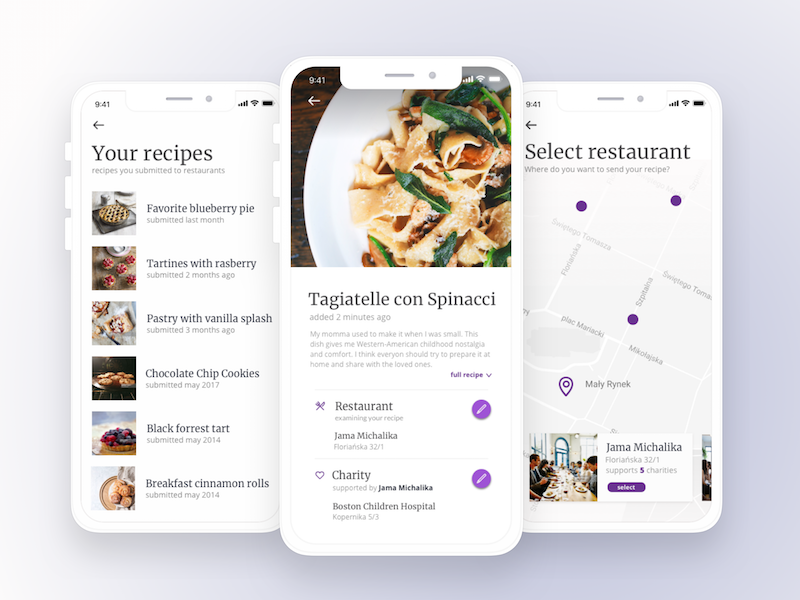 9:41
Your recipes
recipes you submitted to restaurants
Favorite blueberry pie
submitted last month
Tartines with rasberry
submitted 2 months ago
Pastry with vanilla splash
submitted 3 months ago
Chocolate Chip Cookies
submitted may 2017
Black forrest tart
submitted may 2014
Breakfast cinnamon rolls
submitted may 2014
9:41
Tagiatelle con Spinacci
added 2 minutes ago
My momma used to make it when I was small. This
dish gives me Western-American childhood nostalgia
and comfort. I think everyone should try to prepare it at
home and share with the loved ones.
full recipe
Restaurant
examining your recipe
Jama Michalika
Floriańska 32/1
Charity
supported by Jama Michalika
Boston Children Hospital
Kopernika 5/3
9:41
Select restaurant
Where do you want to send your recipe?
Świętego Tomasza
Floriańska
Szpitalna
Świętego Tomasza
plac Mariacki
Mikołajska
Mały Rynek
Jama Michalika
Floriańska 32/1
supports 5 charities
select